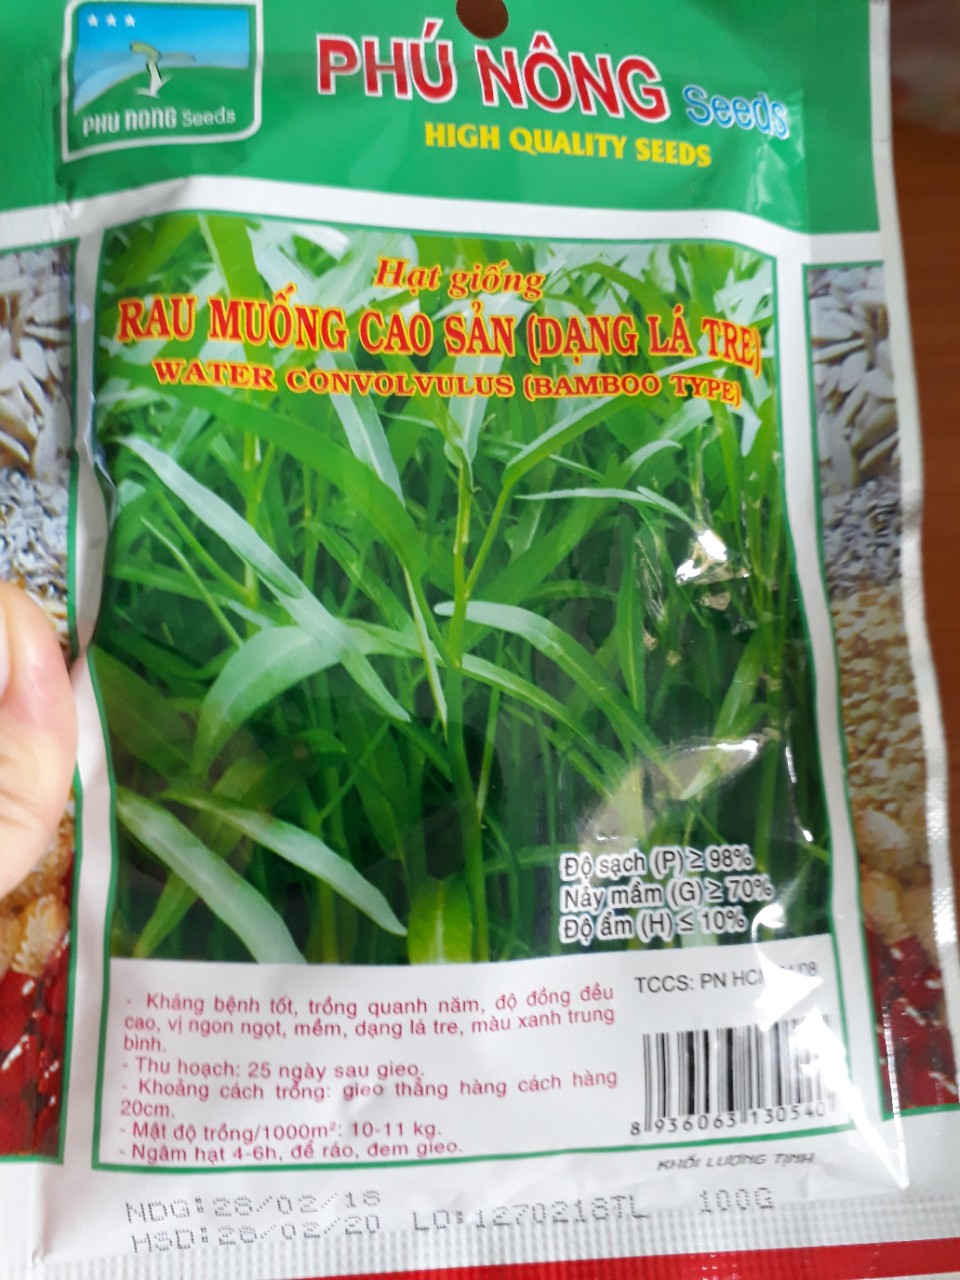 ★★★
PHU NONG Seeds
PHÚ NÔNG Seeds
HIGH QUALITY SEEDS
Hạt giống
RAU MUỐNG CAO SẢN (DẠNG LÁ TRE)
WATER CONVOLVULUS (BAMBOO TYPE)
Độ sạch (P) ≥ 98%
Nảy mầm (G) ≥ 70%
Độ ẩm (H) ≤ 10%
- Kháng bệnh tốt, trồng quanh năm, độ đồng đều
cao, vị ngon ngọt, mềm, dạng lá tre, màu xanh trung
bình.
- Thu hoạch: 25 ngày sau gieo.
- Khoảng cách trồng: gieo thẳng hàng cách hàng
20cm.
- Mật độ trồng/1000m²: 10-11 kg.
- Ngâm hạt 4-6h, để ráo, đem gieo.
TCCS: PN
8 936063 130540
KHỐI LƯỢNG TỊNH
NDG:28/02/18
HSD:28/02/20
LO:1270218TL
100G